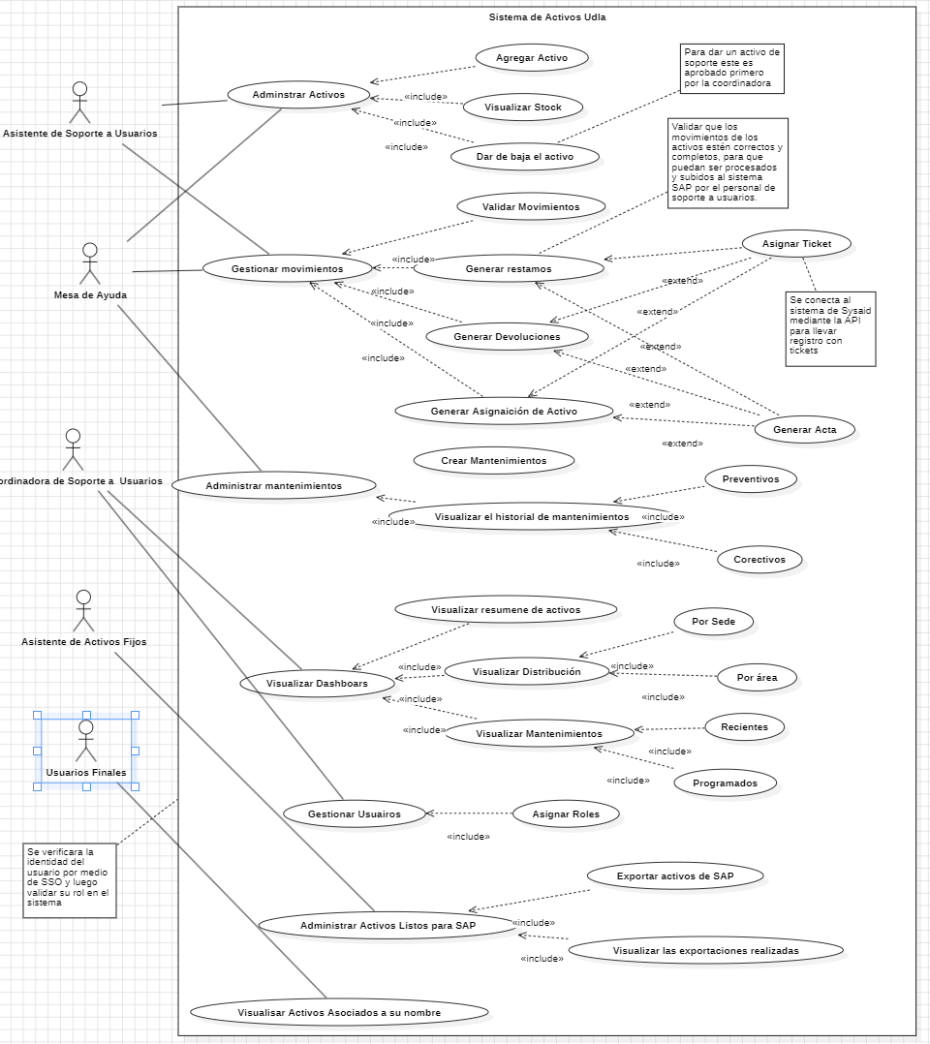 Sistema de Activos Udla
Agregar Activo
Para dar un activo de
soporte este es
aprobado primero
por la coordinadora
Adminstrar Activos
«include»
Visualizar Stock
«include»
Asistente de Soporte a Usuarios
«include»
Dar de baja el activo
Validar que los
movimientos de los
activos estén correctos y
completos, para que
puedan ser procesados
y subidos al sistema
SAP por el personal de
soporte a usuarios.
Validar Movimientos
Asignar Ticket
«include»
Gestionar movimientos
Generar restamos
«extend»
Mesa de Ayuda
«include»
Se conecta al
sistema de Sysaid
mediante la API
para llevar
registro con
tickets
«extend»
«include»
Generar Devoluciones
«extend»
«include»
«extend»
«extend»
Generar Asignaición de Activo
Generar Acta
«extend»
Crear Mantenimientos
ordinadora de Soporte a Usuarios
Administrar mantenimientos
Preventivos
«include»
Visualizar el historial de mantenimientos
«include»
Corectivos
«include»
Visualizar resumene de activos
Por Sede
Asistente de Activos Fijos
«include»
Visualizar Distribución
«include»
Por área
Visualizar Dashboars
«include»
«include»
Recientes
«include»
Visualizar Mantenimientos
«include»
Usuarios Finales
«include»
Programados
Gestionar Usuairos
Asignar Roles
«include»
Se verificara la
identidad del
usuario por medio
de SSO y luego
validar su rol en el
sistema
Exportar activos de SAP
Administrar Activos Listos para SAP
«include»
Visualizar las exportaciones realizadas
«include»
Visualisar Activos Asociados a su nombre